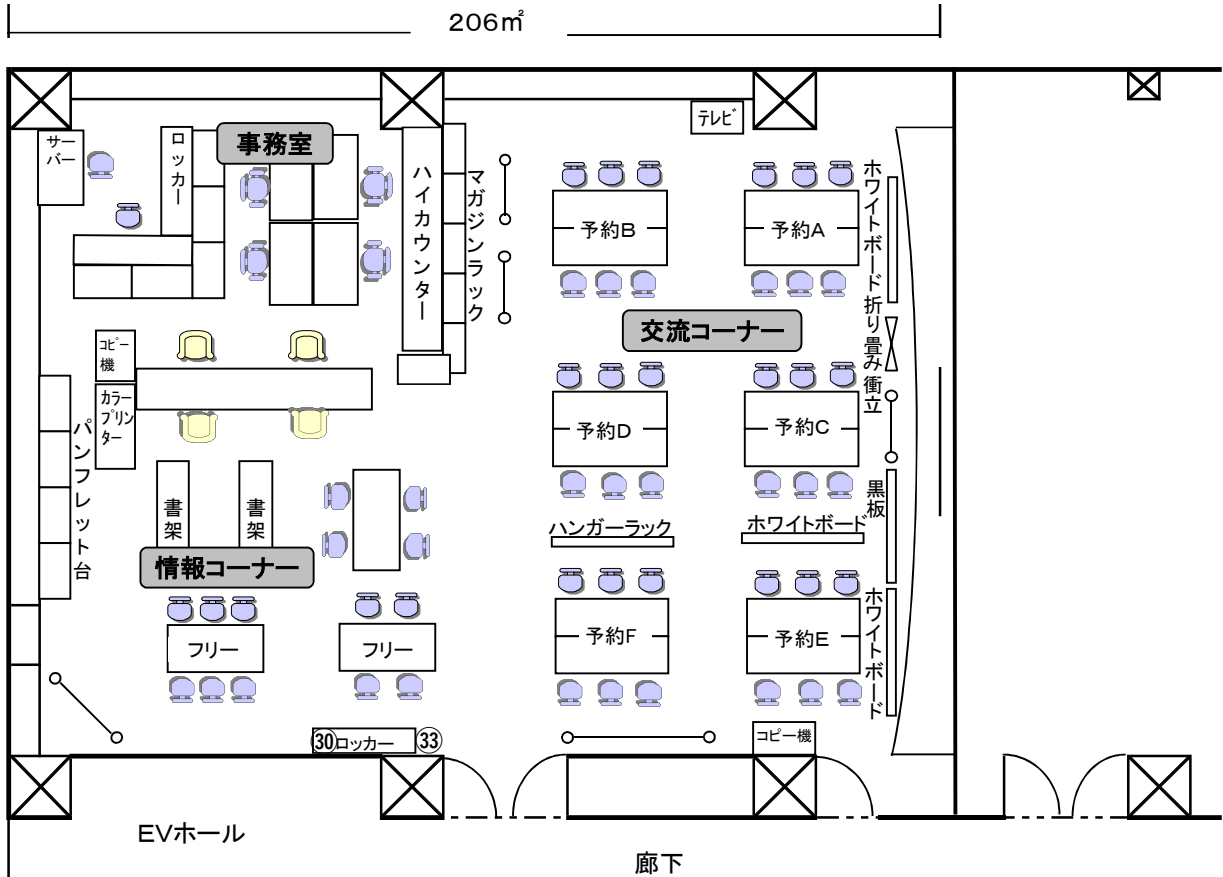 206㎡
テレビ
サーバー
ロッカー
事務室
ハイカウンター
マガジンラック
予約B
予約A
ホワイトボード
折り畳み衝立
交流コーナー
コピー機
カラープリンター
パンフレット台
予約D
予約C
黒板
書架
書架
ハンガーラック
ホワイトボード
情報コーナー
フリー
フリー
予約F
予約E
ホワイトボード
㉚ロッカー ㉝
コピー機
EVホール
廊下